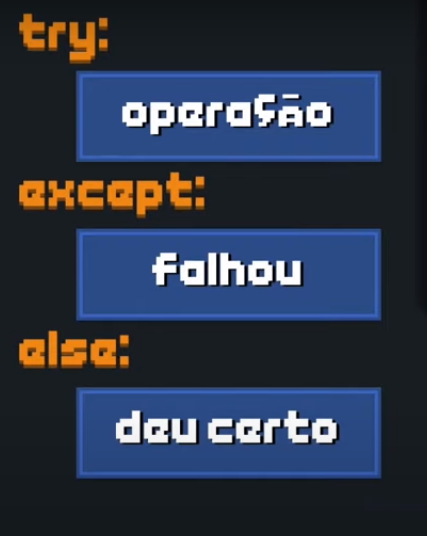 try:
operação
except:
falhou
else:
deu certo